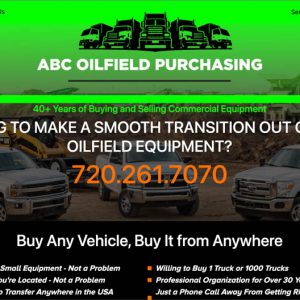 ABC OILFIELD PURCHASING
40+ Years of Buying and Selling Commercial Equipment
TO MAKE A SMOOTH TRANSITION OUT
OILFIELD EQUIPMENT?
720.261.7070
Buy Any Vehicle, Buy It from Anywhere
Small Equipment - Not a Problem
Located - Not a Problem
Transfer Anywhere in the USA
Willing to Buy 1 Truck or 1000 Trucks
Professional Organization for Over 30
Just a Phone Call Away From Getting